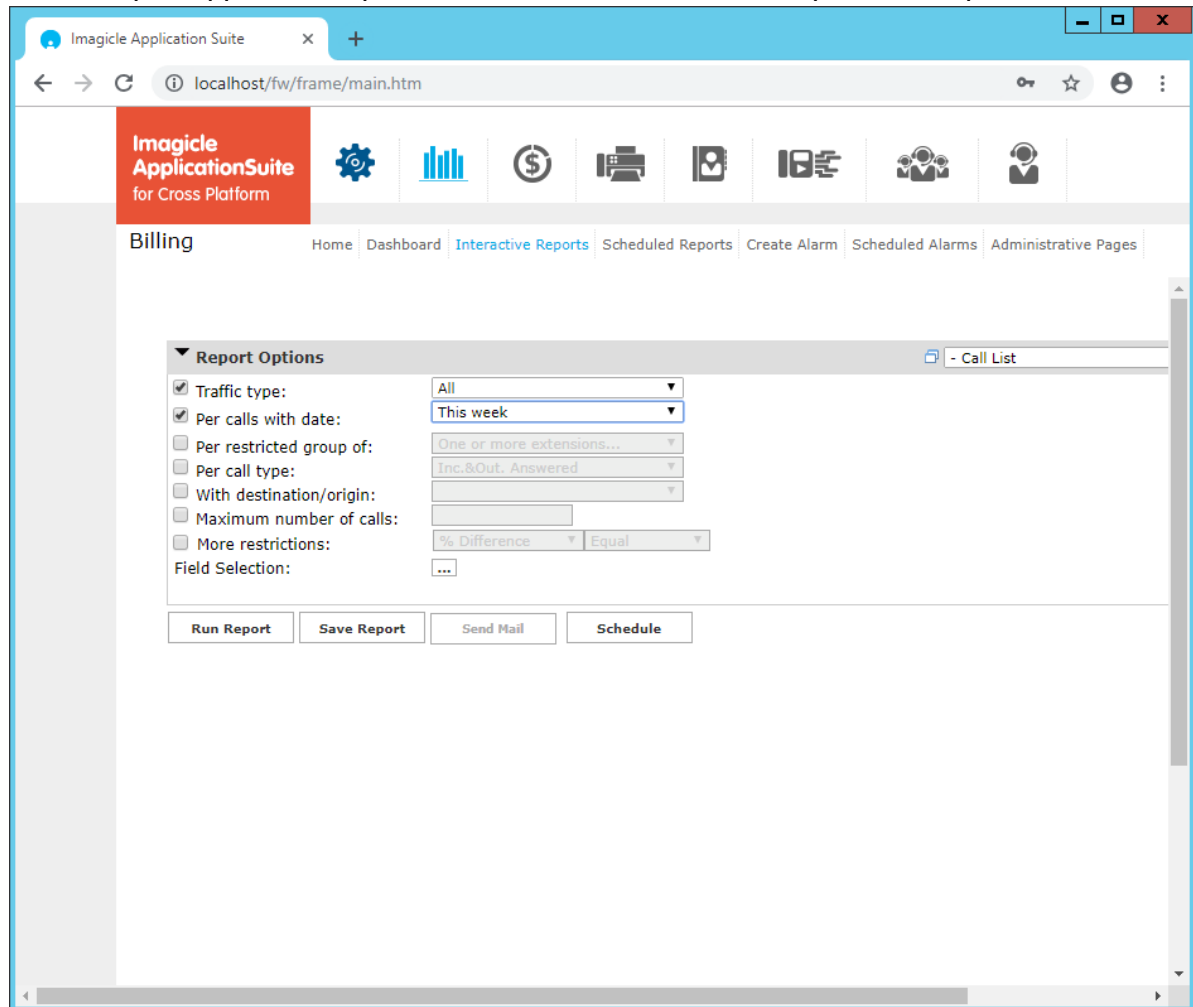 Imagicle Application Suite
localhost/fw/frame/main.htm
Imagicle
ApplicationSuite
for Cross Platform
Billing
Home Dashboard Interactive Reports Scheduled Reports Create Alarm Scheduled Alarms Administrative Pages
Report Options - Call List
Traffic type: All
Per calls with date: This week
Per restricted group of: One or more extensions...
Per call type: Inc.&Out. Answered
With destination/origin:
Maximum number of calls:
More restrictions: % Difference Equal
Field Selection: ...
Run Report Save Report Send Mail Schedule